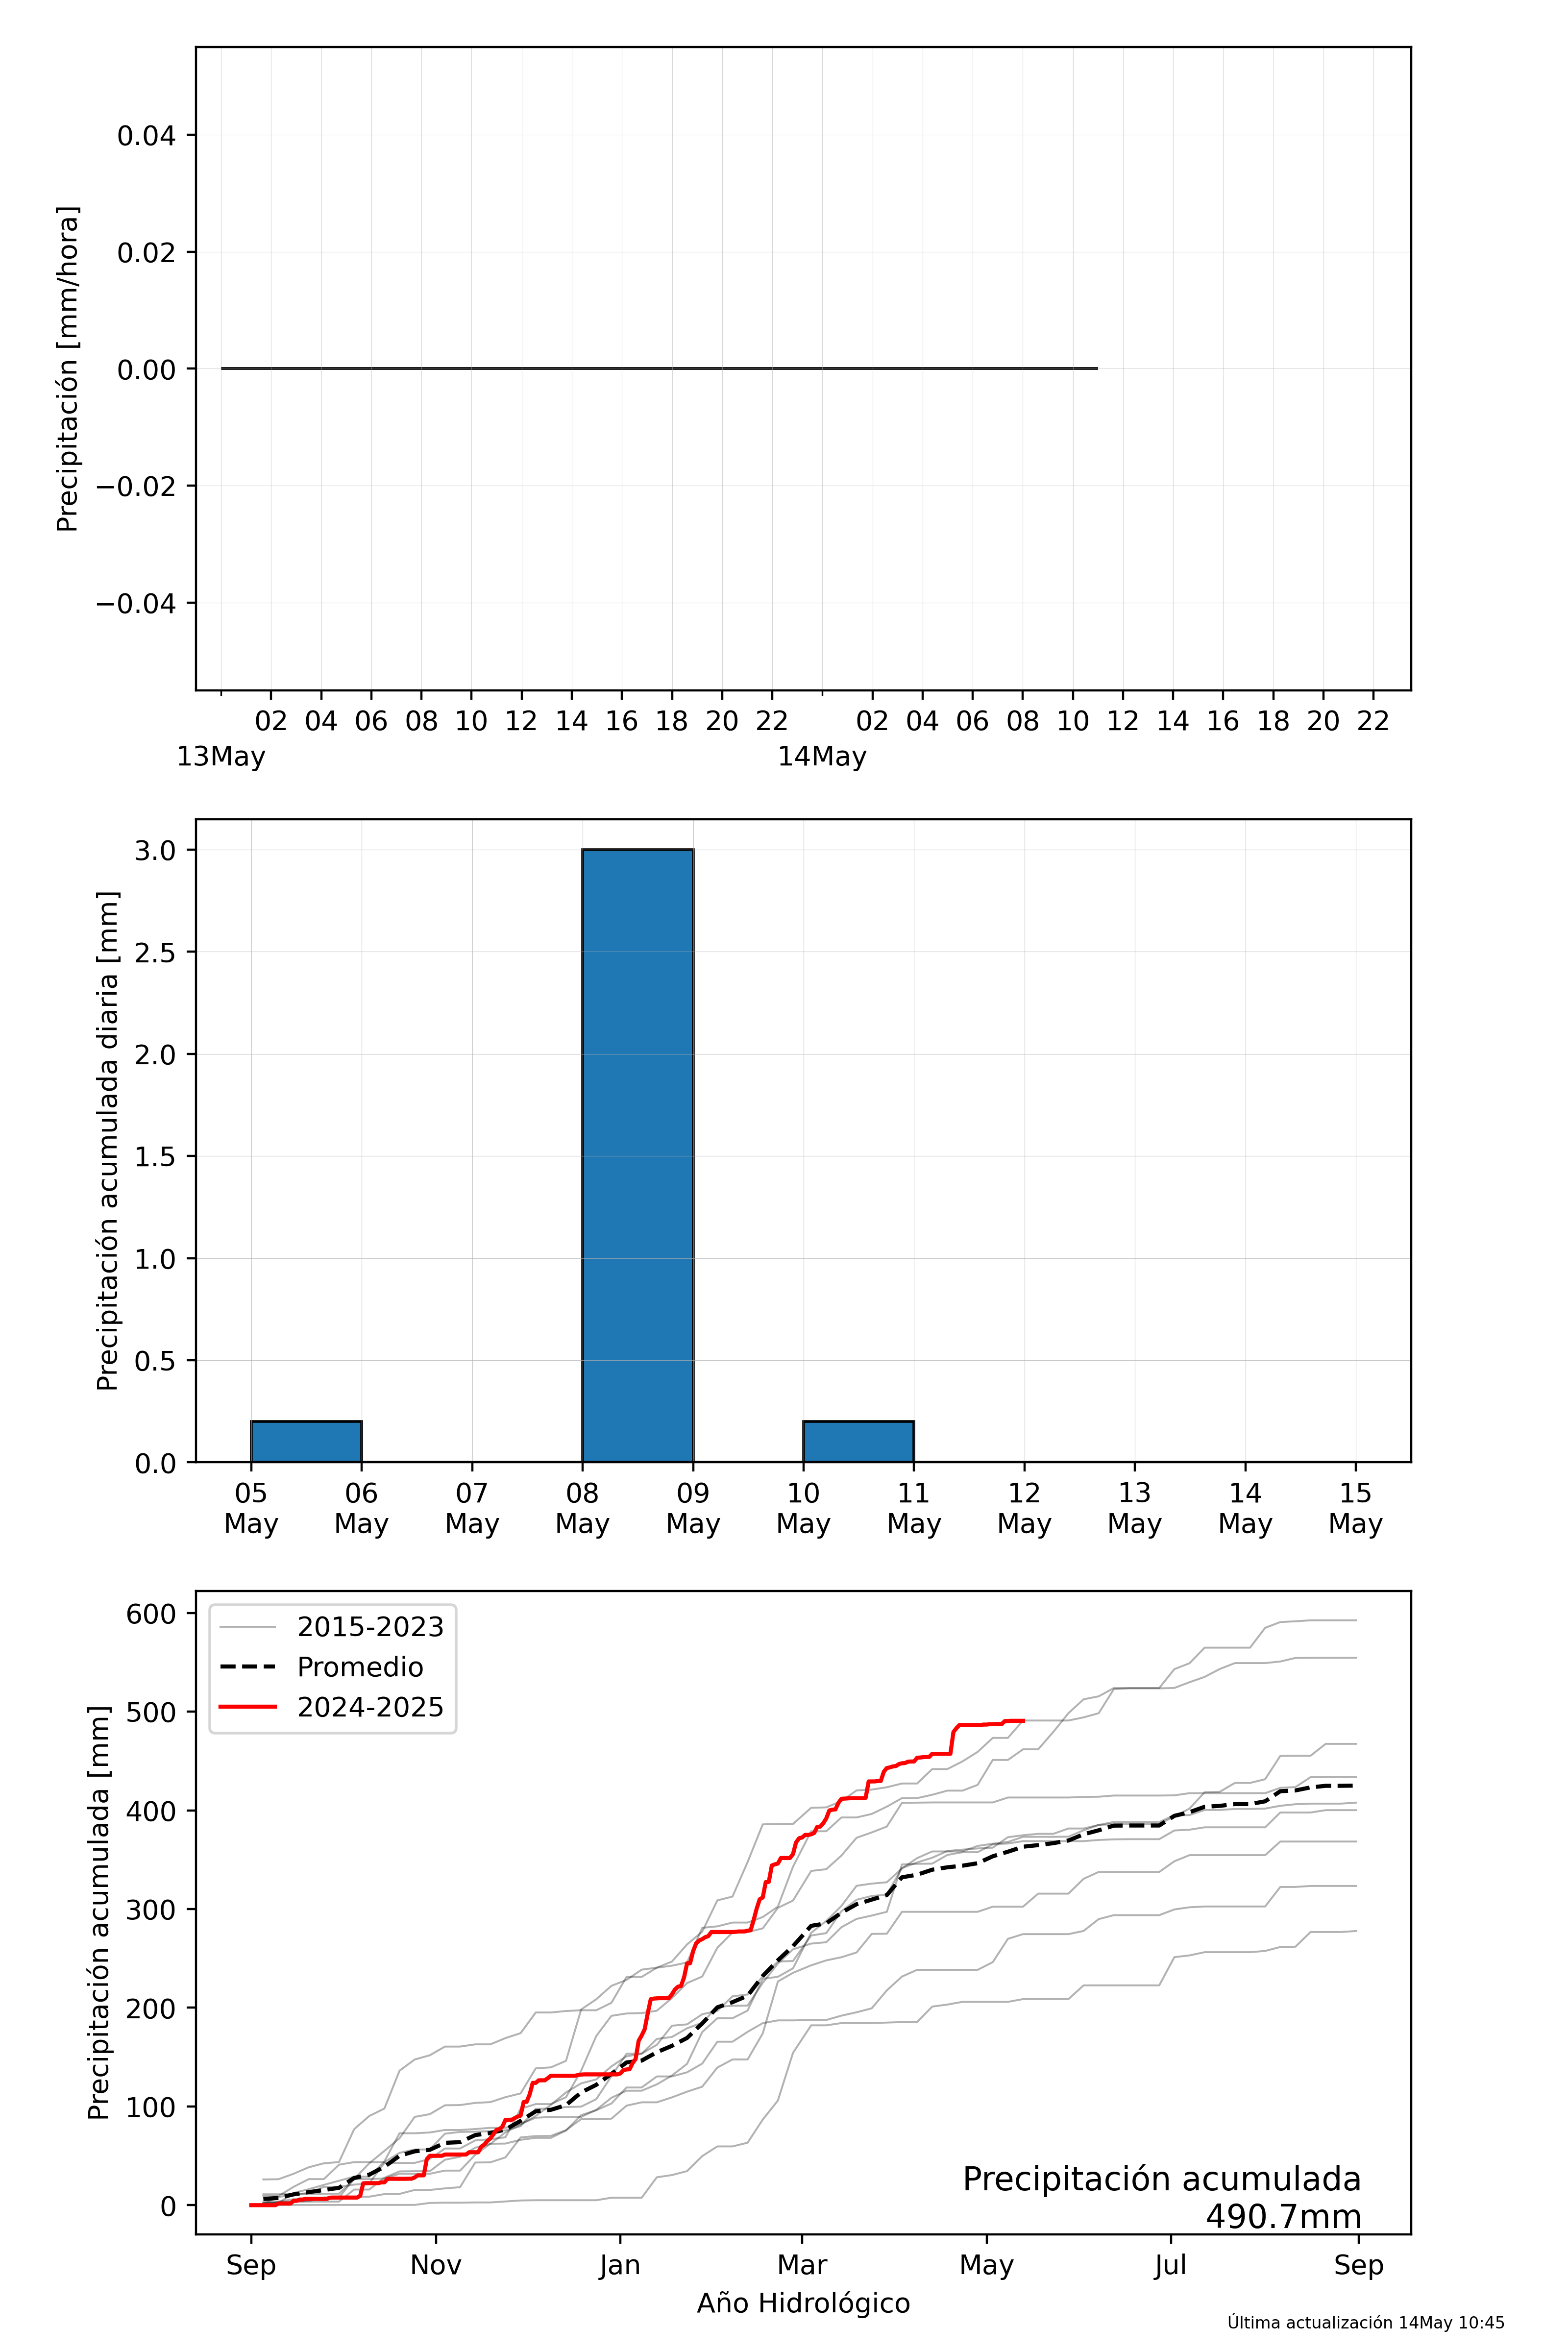 0.04
0.02
0.00
−0.02
−0.04
Precipitación [mm/hora]
02 04 06 08 10 12 14 16 18 20 22 02 04 06 08 10 12 14 16 18 20 22
13May 14May
3.0
2.5
2.0
1.5
1.0
0.5
0.0
Precipitación acumulada diaria [mm]
05 06 07 08 09 10 11 12 13 14 15
May May May May May May May May May May May
600
500
400
300
200
100
0
Precipitación acumulada [mm]
2015-2023
Promedio
2024-2025
Precipitación acumulada
490.7mm
Sep Nov Jan Mar May Jul Sep
Año Hidrológico
Última actualización 14May 10:45